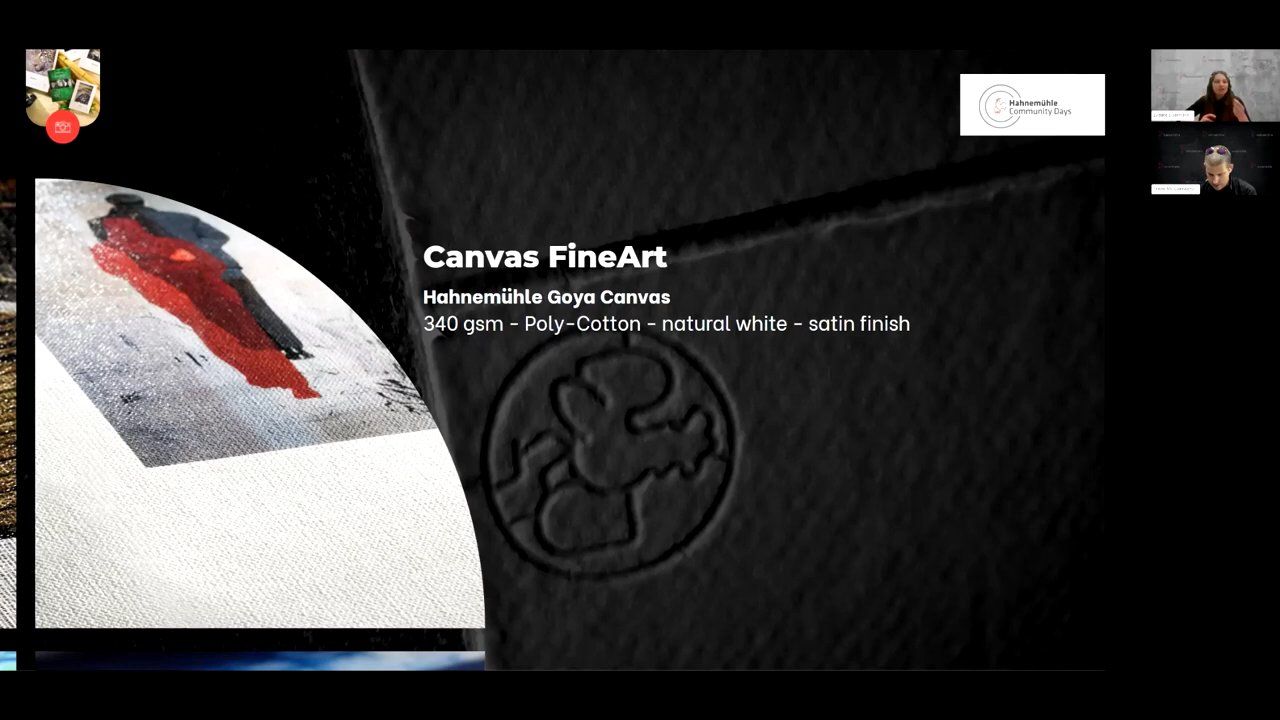 Hahnemühle
Community Days
Canvas FineArt
Hahnemühle Goya Canvas
340 gsm - Poly-Cotton - natural white - satin finish